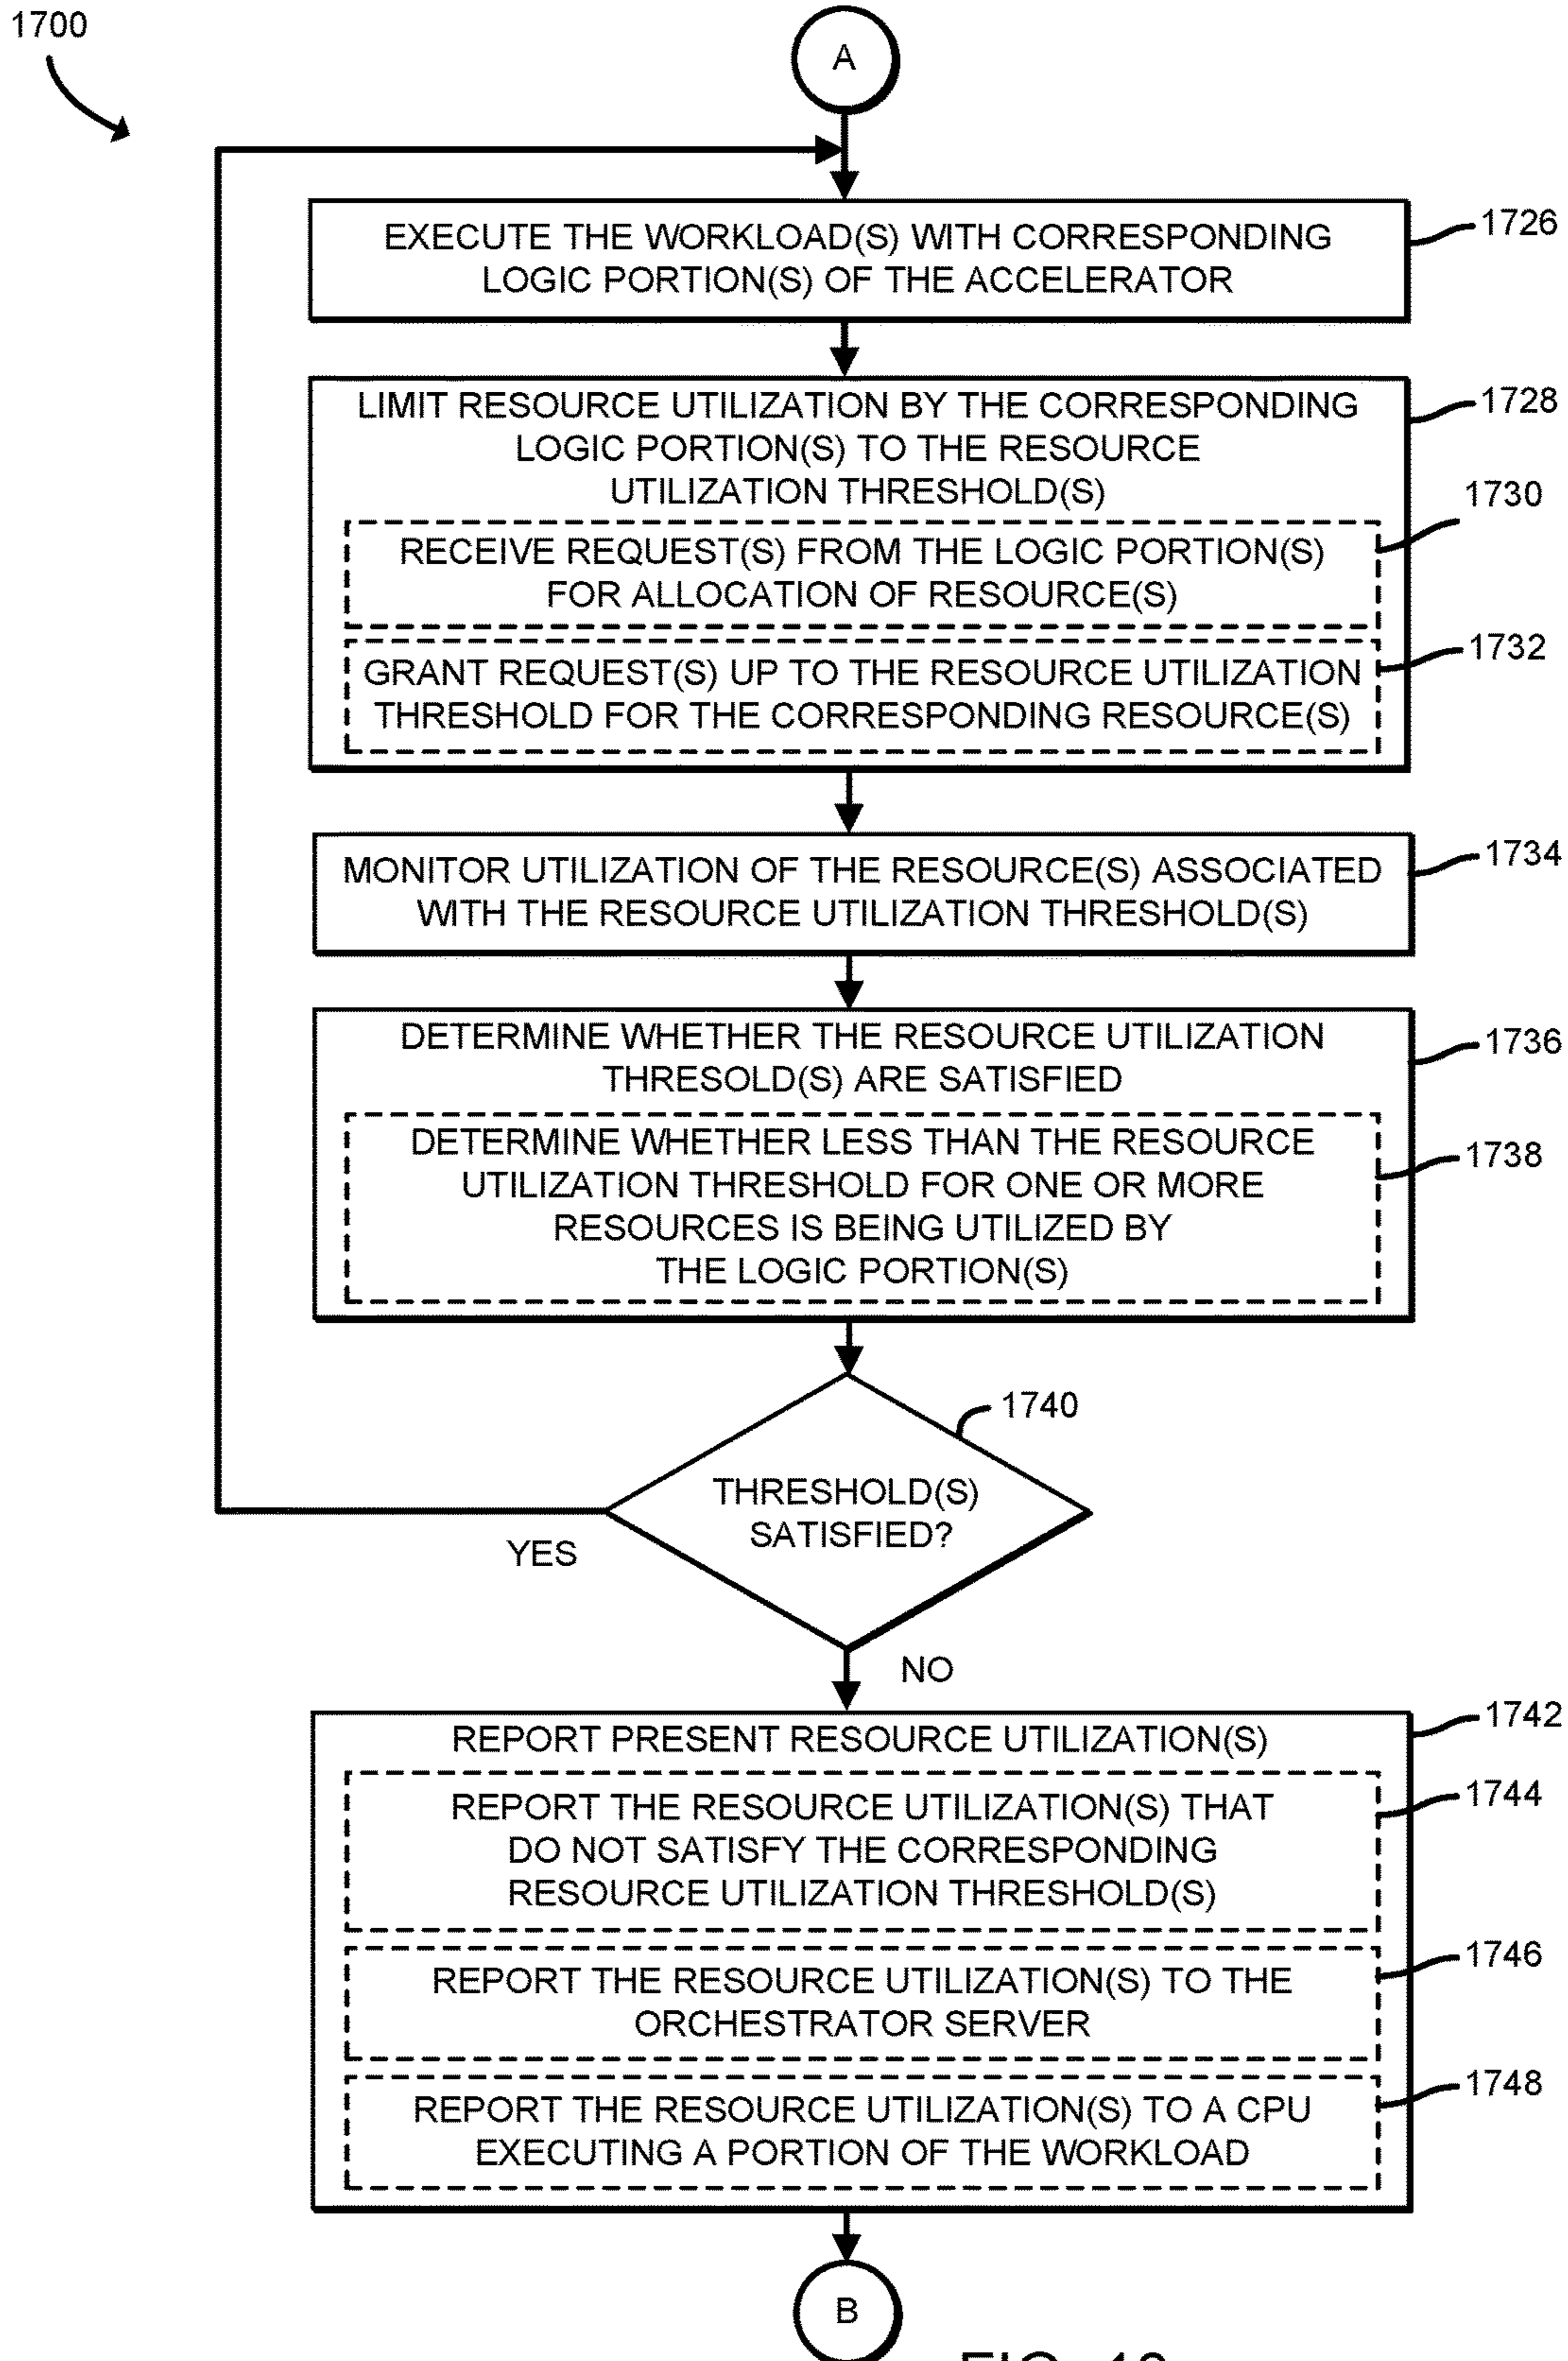 1700
A
EXECUTE THE WORKLOAD(S) WITH CORRESPONDING
LOGIC PORTION(S) OF THE ACCELERATOR
1726
LIMIT RESOURCE UTILIZATION BY THE CORRESPONDING
LOGIC PORTION(S) TO THE RESOURCE
UTILIZATION THRESHOLD(S)
1728
RECEIVE REQUEST(S) FROM THE LOGIC PORTION(S)
FOR ALLOCATION OF RESOURCE(S)
1730
GRANT REQUEST(S) UP TO THE RESOURCE UTILIZATION
THRESHOLD FOR THE CORRESPONDING RESOURCE(S)
1732
MONITOR UTILIZATION OF THE RESOURCE(S) ASSOCIATED
WITH THE RESOURCE UTILIZATION THRESHOLD(S)
1734
DETERMINE WHETHER THE RESOURCE UTILIZATION
THRESOLD(S) ARE SATISFIED
1736
DETERMINE WHETHER LESS THAN THE RESOURCE
UTILIZATION THRESHOLD FOR ONE OR MORE
RESOURCES IS BEING UTILIZED BY
THE LOGIC PORTION(S)
1738
1740
THRESHOLD(S)
SATISFIED?
YES
NO
REPORT PRESENT RESOURCE UTILIZATION(S)
1742
REPORT THE RESOURCE UTILIZATION(S) THAT
DO NOT SATISFY THE CORRESPONDING
RESOURCE UTILIZATION THRESHOLD(S)
1744
REPORT THE RESOURCE UTILIZATION(S) TO THE
ORCHESTRATOR SERVER
1746
REPORT THE RESOURCE UTILIZATION(S) TO A CPU
EXECUTING A PORTION OF THE WORKLOAD
1748
B